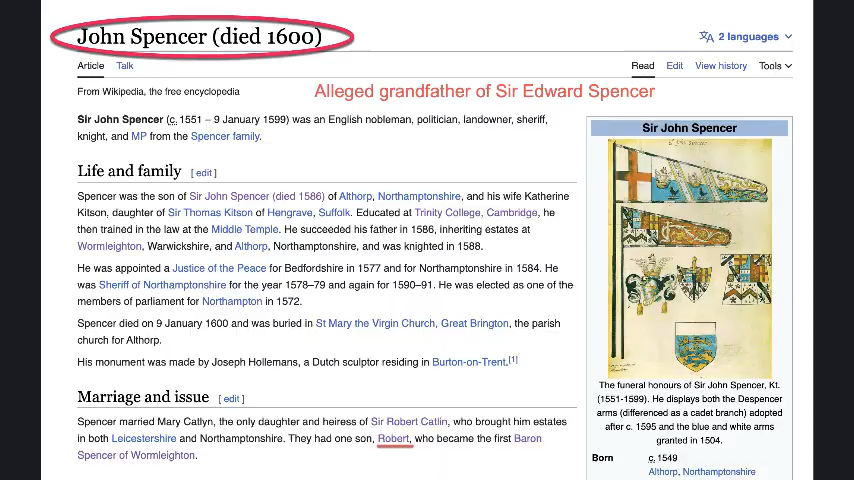 John Spencer (died 1600)
2 languages
Article Talk
Read Edit View history Tools
From Wikipedia, the free encyclopedia
Alleged grandfather of Sir Edward Spencer
Sir John Spencer (c. 1551 – 9 January 1599) was an English nobleman, politician, landowner, sheriff,
knight, and MP from the Spencer family.
Life and family [ edit ]
Spencer was the son of Sir John Spencer (died 1586) of Althorp, Northamptonshire, and his wife Katherine
Kitson, daughter of Sir Thomas Kitson of Hengrave, Suffolk. Educated at Trinity College, Cambridge, he
then trained in the law at the Middle Temple. He succeeded his father in 1586, inheriting estates at
Wormleighton, Warwickshire, and Althorp, Northamptonshire, and was knighted in 1588.
He was appointed a Justice of the Peace for Bedfordshire in 1577 and for Northamptonshire in 1584. He
was Sheriff of Northamptonshire for the year 1578–79 and again for 1590–91. He was elected as one of the
members of parliament for Northampton in 1572.
Spencer died on 9 January 1600 and was buried in St Mary the Virgin Church, Great Brington, the parish
church for Althorp.
His monument was made by Joseph Hollemans, a Dutch sculptor residing in Burton-on-Trent.[1]
Marriage and issue [ edit ]
Spencer married Mary Catlyn, the only daughter and heiress of Sir Robert Catlin, who brought him estates
in both Leicestershire and Northamptonshire. They had one son, Robert, who became the first Baron
Spencer of Wormleighton.
Sir John Spencer
The funeral honours of Sir John Spencer, Kt.
(1551-1599). He displays both the Despencer
arms (differenced as a cadet branch) adopted
after c. 1595 and the blue and white arms
granted in 1504.
Born c. 1549
Althorp, Northamptonshire